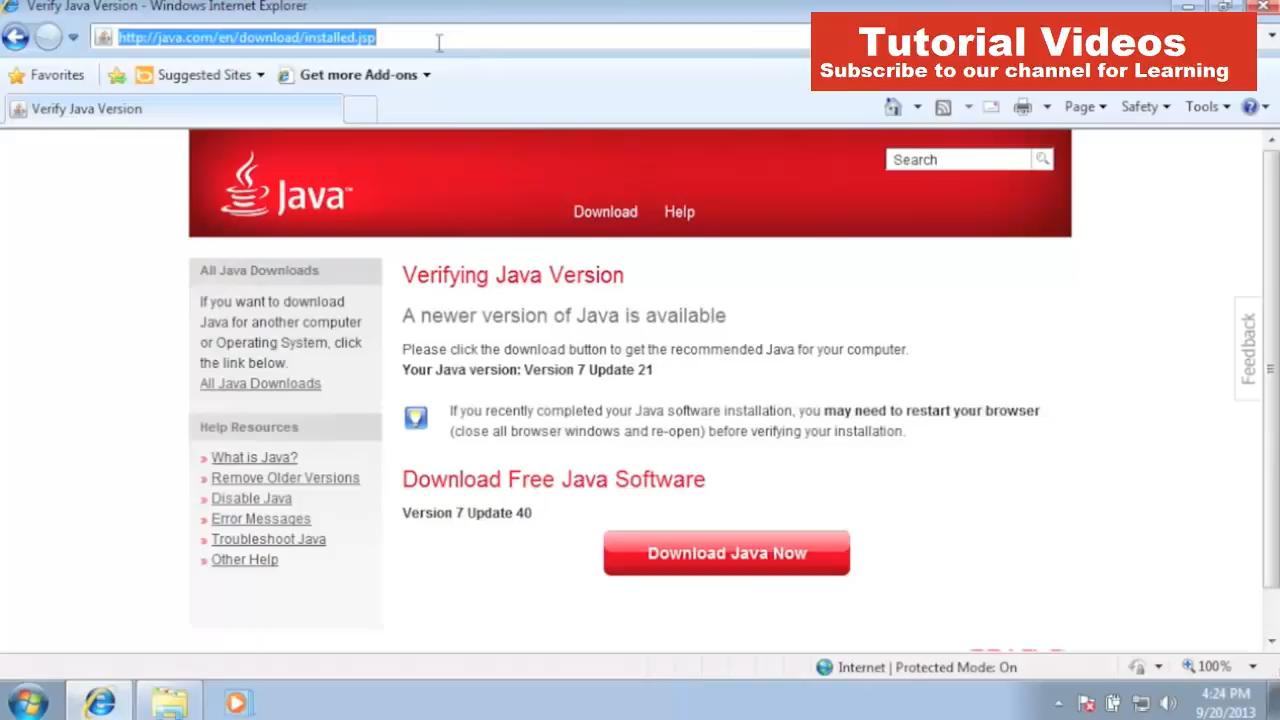 Verify Java Version - Windows Internet Explorer
http://java.com/en/download/installed.jsp
Tutorial Videos
Subscribe to our channel for Learning
Favorites
Suggested Sites
Get more Add-ons
Verify Java Version
Page
Safety
Tools
Java™
Search
Download
Help
All Java Downloads
If you want to download
Java for another computer
or Operating System, click
the link below.
All Java Downloads
Help Resources
» What is Java?
» Remove Older Versions
» Disable Java
» Error Messages
» Troubleshoot Java
» Other Help
Verifying Java Version
A newer version of Java is available
Please click the download button to get the recommended Java for your computer.
Your Java version: Version 7 Update 21
If you recently completed your Java software installation, you may need to restart your browser
(close all browser windows and re-open) before verifying your installation.
Download Free Java Software
Version 7 Update 40
Download Java Now
Feedback
Internet | Protected Mode: On
100%
4:24 PM
9/20/2013